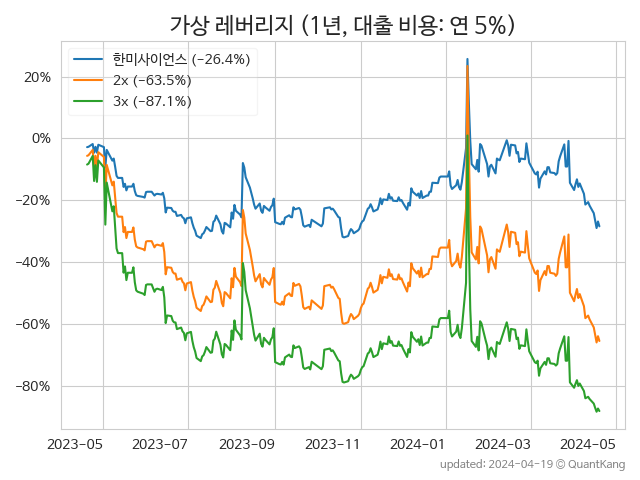 가상 레버리지 (1년, 대출 비용: 연 5%)
한미사이언스 (−26.4%)
2x (−63.5%)
3x (−87.1%)
20%
0%
−20%
−40%
−60%
−80%
2023-05 2023-07 2023-09 2023-11 2024-01 2024-03 2024-05
updated: 2024-04-19 © QuantKang